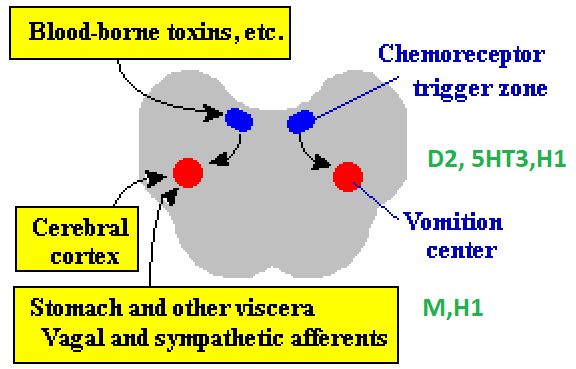 Blood-borne toxins, etc.
Chemoreceptor
trigger zone
D2, 5HT3,H1
Cerebral
cortex
Vomition
center
Stomach and other viscera
Vagal and sympathetic afferents
M,H1